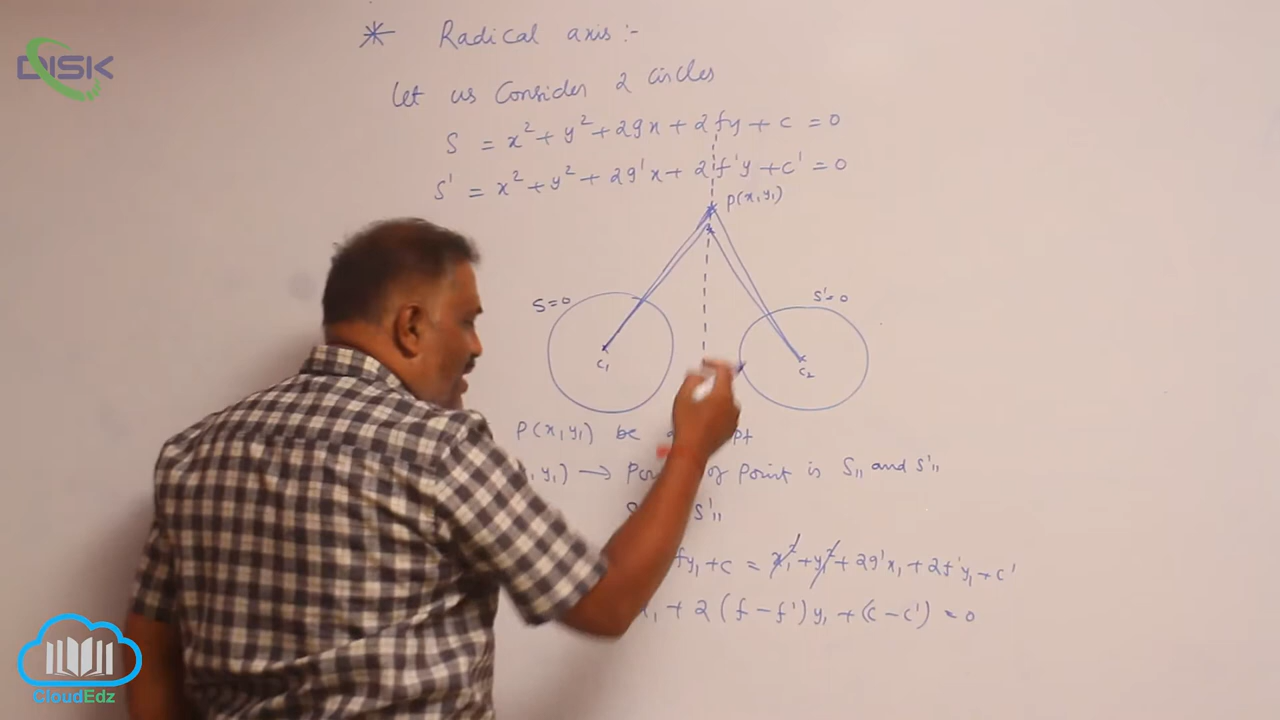 DISK
* Radical axis :-
Let us Consider 2 circles
S = x² + y² + 2gx + 2fy + c = 0
S' = x² + y² + 2g'x + 2f'y + c' = 0
P(x₁y₁)
S=0
S'=0
C₁
C₂
P(x₁y₁) be pt
y₁) → of point is S₁₁ and S'₁₁
S'₁₁
fy₁ + c = x₁² + y₁² + 2g'x₁ + 2f'y₁ + c'
x₁ + 2(f - f')y₁ + (c - c') = 0
CloudEdz